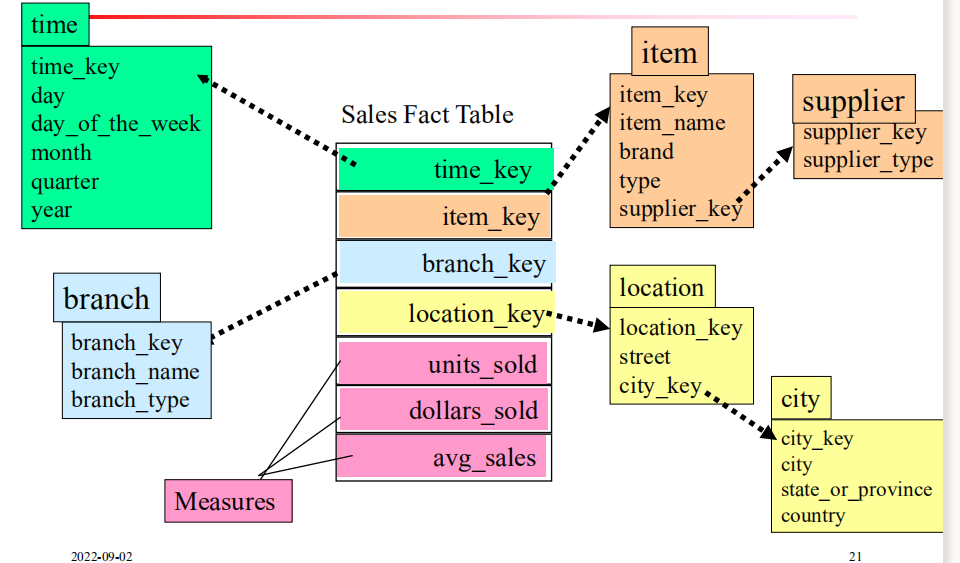 time
time_key
day
day_of_the_week
month
quarter
year
Sales Fact Table
time_key
item_key
branch_key
location_key
units_sold
dollars_sold
avg_sales
item
item_key
item_name
brand
type
supplier_key
supplier
supplier_key
supplier_type
branch
branch_key
branch_name
branch_type
location
location_key
street
city_key
city
city_key
city
state_or_province
country
Measures
2022-09-02
21